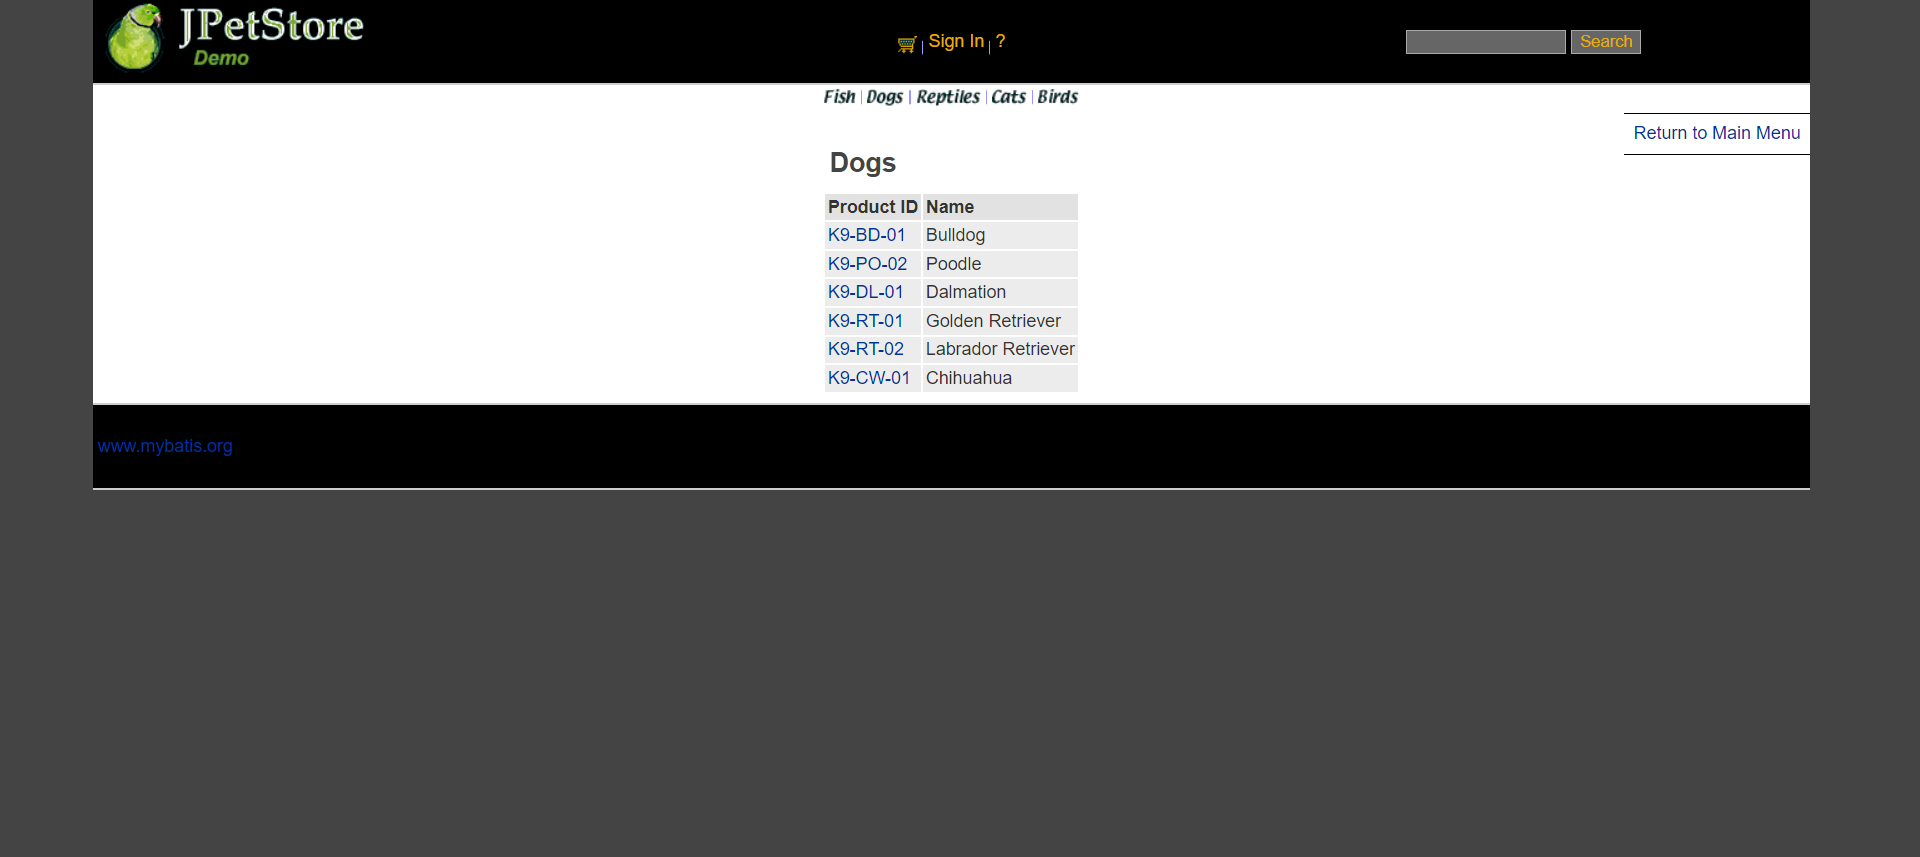 JPetStore
Demo
Sign In ?
Search
Fish Dogs Reptiles Cats Birds
Return to Main Menu
Dogs
Product ID Name
K9-BD-01 Bulldog
K9-PO-02 Poodle
K9-DL-01 Dalmation
K9-RT-01 Golden Retriever
K9-RT-02 Labrador Retriever
K9-CW-01 Chihuahua
www.mybatis.org